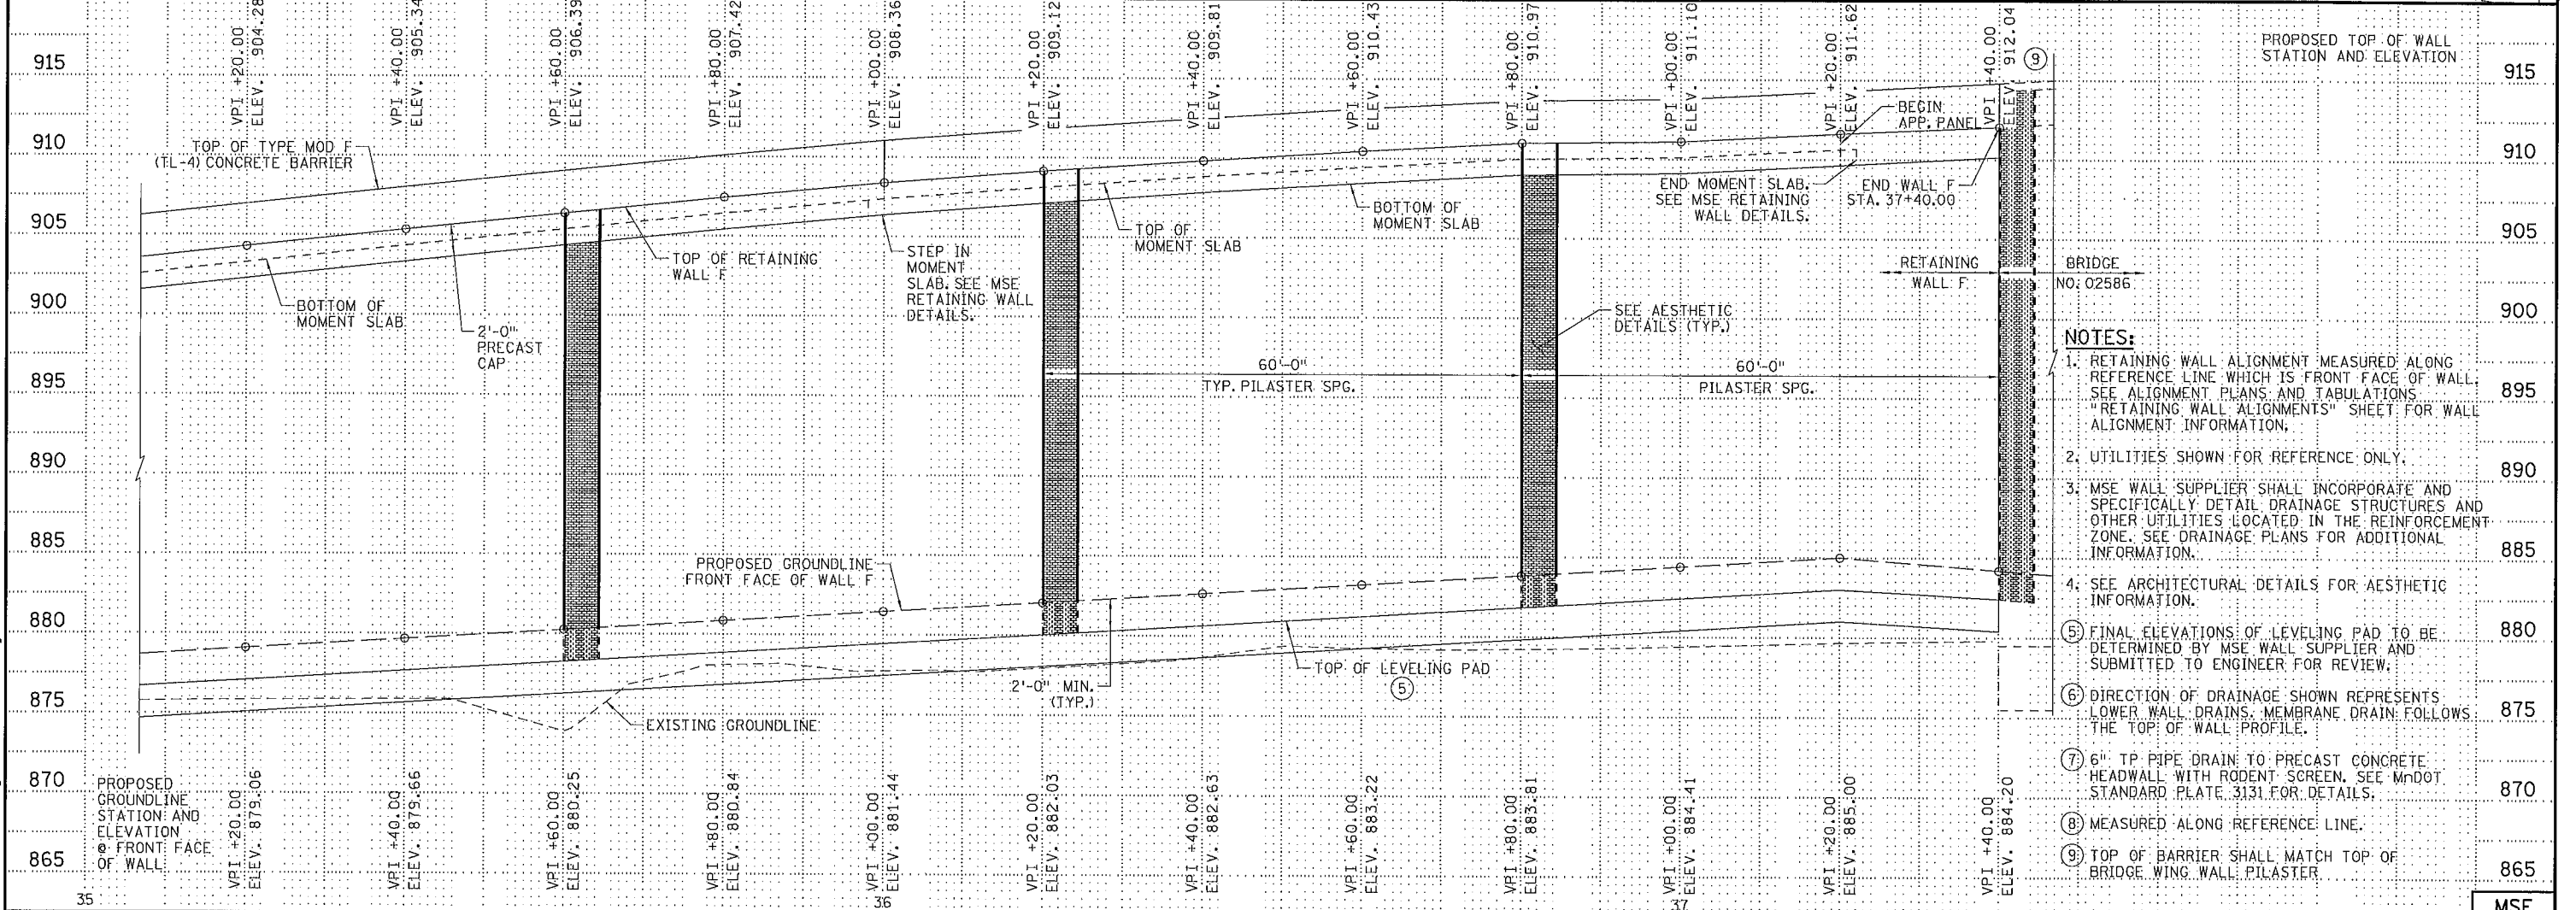 VPI +20.00
ELEV. 904.28
VPI +40.00
ELEV. 905.34
VPI +60.00
ELEV. 906.39
VPI +80.00
ELEV. 907.42
VPI +00.00
ELEV. 908.36
VPI +20.00
ELEV. 909.12
VPI +40.00
ELEV. 909.81
VPI +60.00
ELEV. 910.43
VPI +80.00
ELEV. 910.97
VPI +00.00
ELEV. 911.10
VPI +20.00
ELEV. 911.62
VPI +40.00
ELEV. 912.04
9
PROPOSED TOP OF WALL
STATION AND ELEVATION
915
910
905
900
895
890
885
880
875
870
865
TOP OF TYPE MOD F
(TL-4) CONCRETE BARRIER
BOTTOM OF
MOMENT SLAB
2'-0"
PRECAST
CAP
TOP OF RETAINING
WALL F
STEP IN
MOMENT
SLAB. SEE MSE
RETAINING WALL
DETAILS.
TOP OF
MOMENT SLAB
BOTTOM OF
MOMENT SLAB
BEGIN
APP. PANEL
END MOMENT SLAB.
SEE MSE RETAINING
WALL DETAILS.
END WALL F
STA. 37+40.00
RETAINING
WALL F
BRIDGE
NO. 02586
SEE AESTHETIC
DETAILS (TYP.)
60'-0"
TYP. PILASTER SPG.
60'-0"
PILASTER SPG.
PROPOSED GROUNDLINE
FRONT FACE OF WALL F
EXISTING GROUNDLINE
2'-0" MIN.
(TYP.)
TOP OF LEVELING PAD
5
PROPOSED
GROUNDLINE
STATION AND
ELEVATION
@ FRONT FACE
OF WALL
VPI +20.00
ELEV. 879.06
VPI +40.00
ELEV. 879.66
VPI +60.00
ELEV. 880.25
VPI +80.00
ELEV. 880.84
VPI +00.00
ELEV. 881.44
VPI +20.00
ELEV. 882.03
VPI +40.00
ELEV. 882.63
VPI +60.00
ELEV. 883.22
VPI +80.00
ELEV. 883.81
VPI +00.00
ELEV. 884.41
VPI +20.00
ELEV. 885.00
VPI +40.00
ELEV. 884.20
35
36
37
NOTES:
1. RETAINING WALL ALIGNMENT MEASURED ALONG
REFERENCE LINE WHICH IS FRONT FACE OF WALL.
SEE ALIGNMENT PLANS AND TABULATIONS
"RETAINING WALL ALIGNMENTS" SHEET FOR WALL
ALIGNMENT INFORMATION.
2. UTILITIES SHOWN FOR REFERENCE ONLY.
3. MSE WALL SUPPLIER SHALL INCORPORATE AND
SPECIFICALLY DETAIL DRAINAGE STRUCTURES AND
OTHER UTILITIES LOCATED IN THE REINFORCEMENT
ZONE. SEE DRAINAGE PLANS FOR ADDITIONAL
INFORMATION.
4. SEE ARCHITECTURAL DETAILS FOR AESTHETIC
INFORMATION.
5 FINAL ELEVATIONS OF LEVELING PAD TO BE
DETERMINED BY MSE WALL SUPPLIER AND
SUBMITTED TO ENGINEER FOR REVIEW.
6 DIRECTION OF DRAINAGE SHOWN REPRESENTS
LOWER WALL DRAINS. MEMBRANE DRAIN FOLLOWS
THE TOP OF WALL PROFILE.
7 6" TP PIPE DRAIN TO PRECAST CONCRETE
HEADWALL WITH RODENT SCREEN. SEE MnDOT
STANDARD PLATE 3131 FOR DETAILS.
8 MEASURED ALONG REFERENCE LINE.
9 TOP OF BARRIER SHALL MATCH TOP OF
BRIDGE WING WALL PILASTER
915
910
905
900
895
890
885
880
875
870
865
MSE